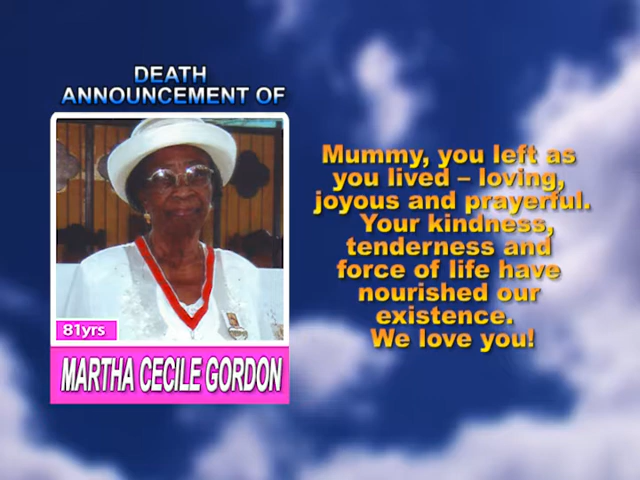 DEATH
ANNOUNCEMENT OF
81yrs
MARTHA CECILE GORDON
Mummy, you left as
you lived – loving,
joyous and prayerful.
Your kindness,
tenderness and
force of life have
nourished our
existence.
We love you!